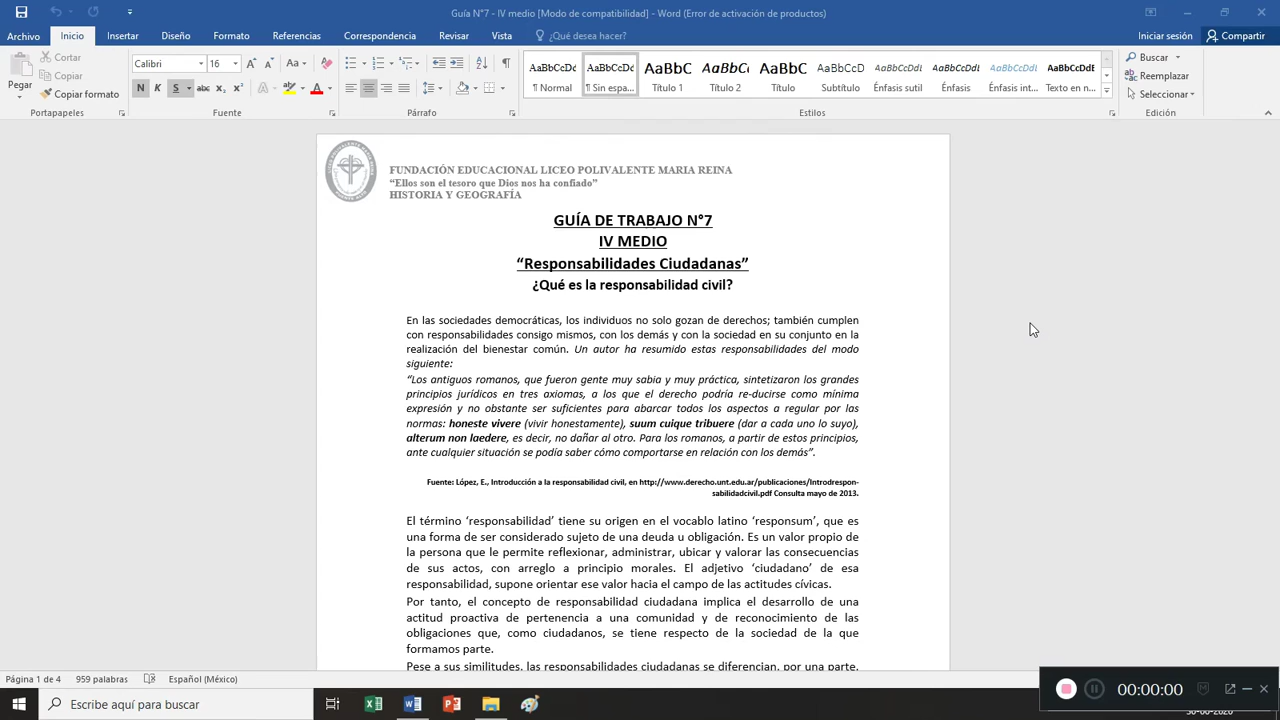 Guía N°7 - IV medio [Modo de compatibilidad] - Word (Error de activación de productos)
Archivo Inicio Insertar Diseño Formato Referencias Correspondencia Revisar Vista ¿Qué desea hacer? Iniciar sesión Compartir
Pegar
Cortar
Copiar
Copiar formato
Calibri 16 Aa
N K S abc x₂ x² A ab A
AaBbCcDc AaBbCcDc AaBbC AaBbC AaBbC AaBbCcD AaBbCcDdI AaBbCcDdI AaBbCcDdI AaBbCcDdE
¶ Normal ¶ Sin espa... Título 1 Título 2 Título Subtítulo Énfasis sutil Énfasis Énfasis int... Texto en n...
Buscar
Reemplazar
Seleccionar
Portapapeles Fuente Párrafo Estilos Edición
FUNDACIÓN EDUCACIONAL LICEO POLIVALENTE MARIA REINA
“Ellos son el tesoro que Dios nos ha confiado”
HISTORIA Y GEOGRAFÍA
GUÍA DE TRABAJO N°7
IV MEDIO
“Responsabilidades Ciudadanas”
¿Qué es la responsabilidad civil?
En las sociedades democráticas, los individuos no solo gozan de derechos; también cumplen
con responsabilidades consigo mismos, con los demás y con la sociedad en su conjunto en la
realización del bienestar común. Un autor ha resumido estas responsabilidades del modo
siguiente:
“Los antiguos romanos, que fueron gente muy sabia y muy práctica, sintetizaron los grandes
principios jurídicos en tres axiomas, a los que el derecho podría re-ducirse como mínima
expresión y no obstante ser suficientes para abarcar todos los aspectos a regular por las
normas: honeste vivere (vivir honestamente), suum cuique tribuere (dar a cada uno lo suyo),
alterum non laedere, es decir, no dañar al otro. Para los romanos, a partir de estos principios,
ante cualquier situación se podía saber cómo comportarse en relación con los demás”.
Fuente: López, E., Introducción a la responsabilidad civil, en http://www.derecho.unt.edu.ar/publicaciones/Introdrespon-
sabilidadcivil.pdf Consulta mayo de 2013.
El término ‘responsabilidad’ tiene su origen en el vocablo latino ‘responsum’, que es
una forma de ser considerado sujeto de una deuda u obligación. Es un valor propio de
la persona que le permite reflexionar, administrar, ubicar y valorar las consecuencias
de sus actos, con arreglo a principio morales. El adjetivo ‘ciudadano’ de esa
responsabilidad, supone orientar ese valor hacia el campo de las actitudes cívicas.
Por tanto, el concepto de responsabilidad ciudadana implica el desarrollo de una
actitud proactiva de pertenencia a una comunidad y de reconocimiento de las
obligaciones que, como ciudadanos, se tiene respecto de la sociedad de la que
formamos parte.
Pese a sus similitudes, las responsabilidades ciudadanas se diferencian, por una parte,
Página 1 de 4 959 palabras Español (México)
00:00:00
Escribe aquí para buscar
30-06-2020